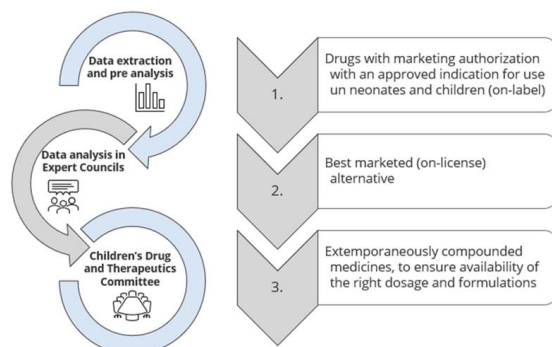 Data extraction
and pre analysis
Data analysis in
Expert Councils
Children's Drug
and Therapeutics
Committee
1.
Drugs with marketing authorization
with an approved indication for use
un neonates and children (on-label)
2.
Best marketed (on-license)
alternative
3.
Extemporaneously compounded
medicines, to ensure availability of
the right dosage and formulations